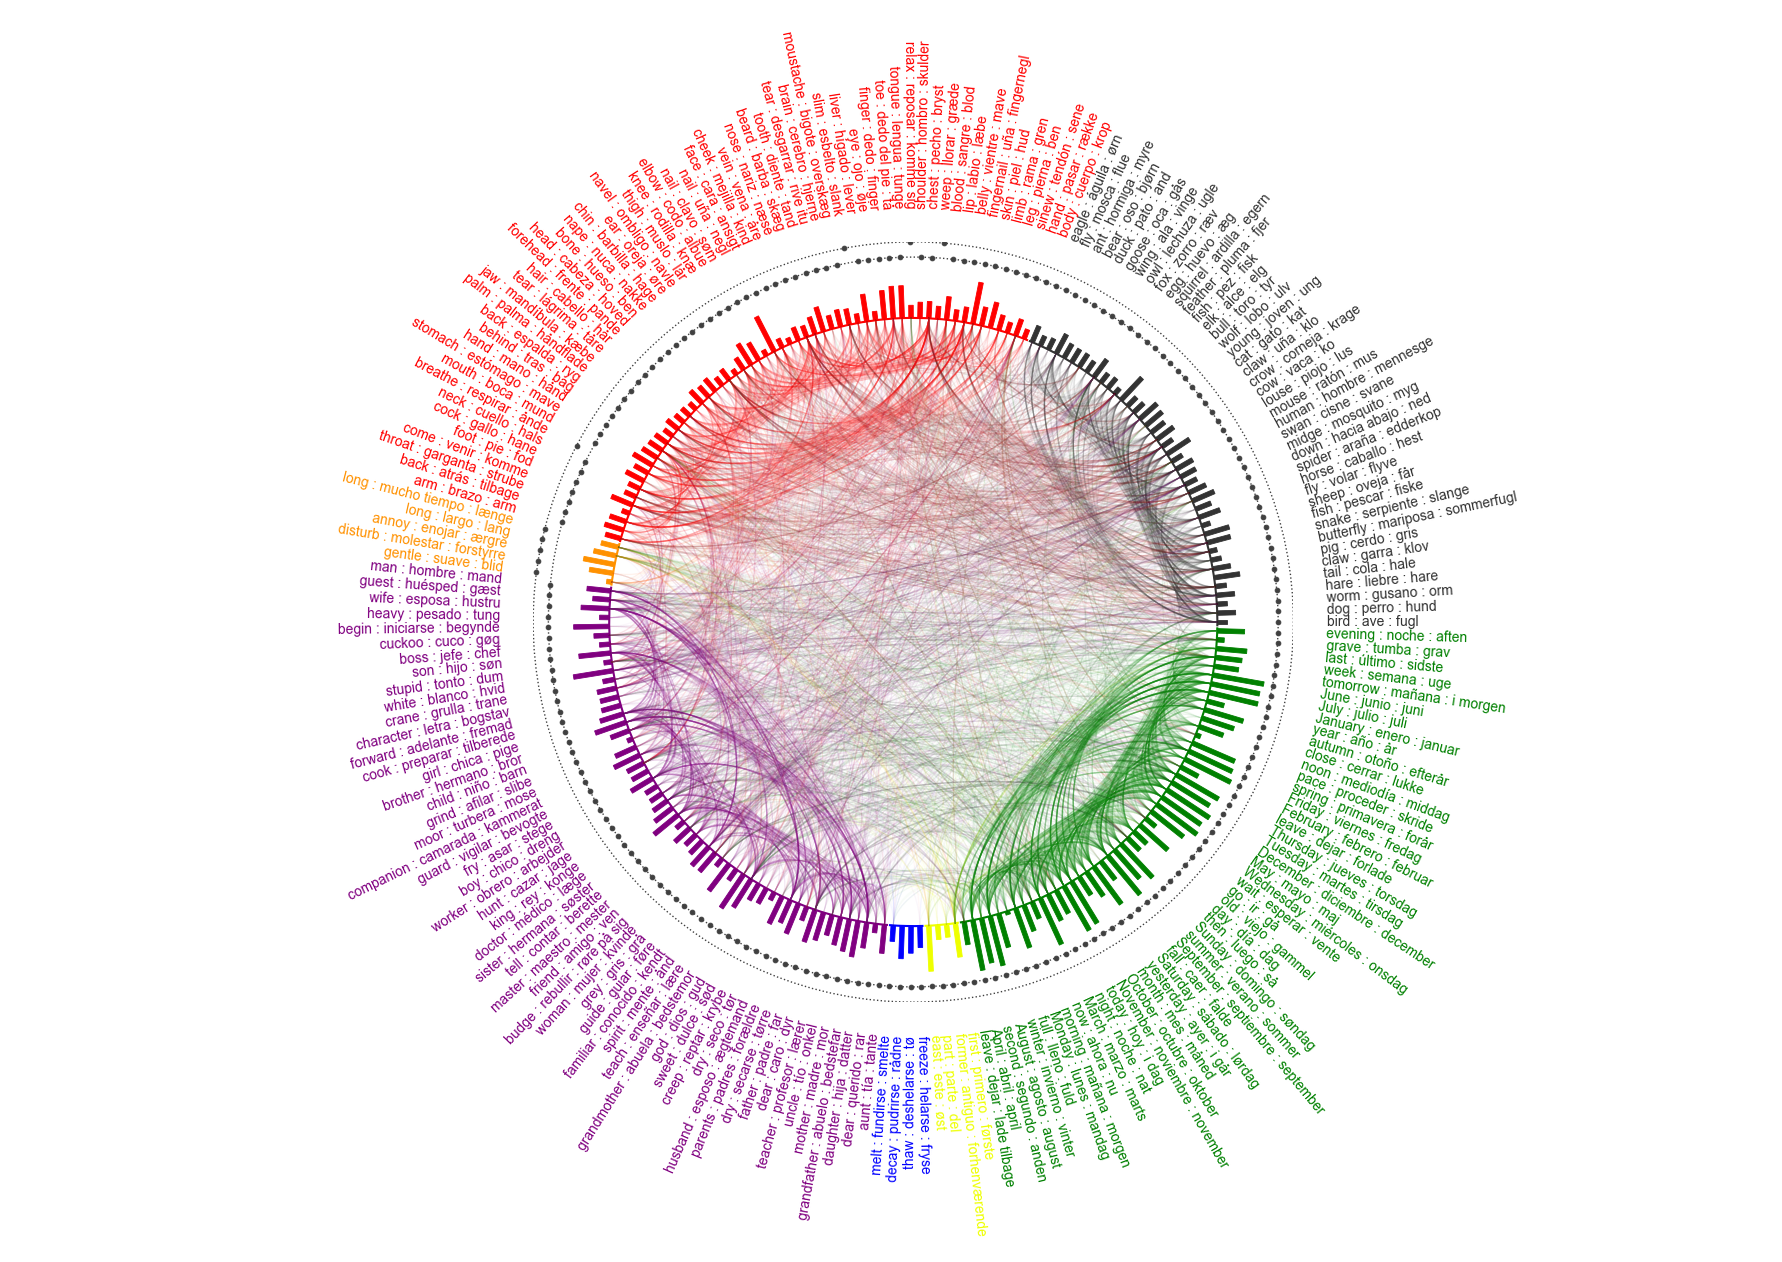 relax : reposar : komme sig
shoulder : hombro : skulder
chest : pecho : bryst
weep : llorar : græde
blood : sangre : blod
lip : labio : læbe
belly : vientre : mave
fingernail : uña : fingernegl
skin : piel : hud
limb : rama : gren
leg : pierna : ben
sinew : tendón : sene
hand : pasar : række
body : cuerpo : krop
eagle : águila : ørn
fly : mosca : flue
ant : hormiga : myre
bear : oso : bjørn
duck : pato : and
goose : oca : gås
wing : ala : vinge
owl : lechuza : ugle
fox : zorro : ræv
egg : huevo : æg
squirrel : ardilla : egern
feather : pluma : fjer
fish : pez : fisk
elk : alce : elg
bull : toro : tyr
wolf : lobo : ulv
young : joven : ung
cat : gato : kat
claw : uña : klo
crow : corneja : krage
cow : vaca : ko
louse : piojo : lus
mouse : ratón : mus
human : hombre : mennesge
swan : cisne : svane
midge : mosquito : myg
down : hacia abajo : ned
spider : araña : edderkop
horse : caballo : hest
fly : volar : flyve
sheep : oveja : får
fish : pescar : fiske
snake : serpiente : slange
butterfly : mariposa : sommerfugl
pig : cerdo : gris
claw : garra : klov
tail : cola : hale
hare : liebre : hare
worm : gusano : orm
dog : perro : hund
bird : ave : fugl
evening : noche : aften
grave : tumba : grav
last : último : sidste
week : semana : uge
tomorrow : mañana : i morgen
June : junio : juni
July : julio : juli
January : enero : januar
year : año : år
autumn : otoño : efterår
close : cerrar : lukke
noon : mediodía : middag
pace : proceder : skride
spring : primavera : forår
Friday : viernes : fredag
February : febrero : februar
leave : dejar : forlade
Thursday : jueves : torsdag
Tuesday : martes : tirsdag
December : diciembre : december
May : mayo : maj
Wednesday : miércoles : onsdag
wait : esperar : vente
go : ir : gå
old : viejo : gammel
day : día : dag
then : luego : så
Sunday : domingo : søndag
summer : verano : sommer
September : septiembre : september
fall : caer : falde
Saturday : sábado : lørdag
yesterday : ayer : i går
month : mes : måned
October : octubre : oktober
November : noviembre : november
today : hoy : i dag
night : noche : nat
March : marzo : marts
now : ahora : nu
morning : mañana : morgen
Monday : lunes : mandag
full : lleno : fuld
winter : invierno : vinter
August : agosto : august
second : segundo : anden
April : abril : april
leave : dejar : lade tilbage
first : primero : første
former : antiguo : forhenværende
part : parte : del
east : este : øst
freeze : helarse : fryse
thaw : deshelarse : tø
decay : pudrirse : rådne
melt : fundirse : smelte
aunt : tía : tante
dear : querido : rar
daughter : hija : datter
grandfather : abuelo : bedstefar
mother : madre : mor
uncle : tío : onkel
teacher : profesor : lærer
dear : caro : dyr
father : padre : far
dry : secarse : tørre
parents : padres : forældre
husband : esposo : ægtemand
dry : seco : tør
creep : reptar : krybe
sweet : dulce : sød
god : dios : gud
grandmother : abuela : bedstemor
teach : enseñar : lære
spirit : mente : ånd
familiar : conocido : kendt
guide : guiar : føre
grey : gris : grå
woman : mujer : kvinde
budge : rebullir : røre på sig
friend : amigo : ven
master : maestro : mester
tell : contar : berette
sister : hermana : søster
doctor : médico : læge
king : rey : konge
hunt : cazar : jage
worker : obrero : arbejder
boy : chico : dreng
fry : asar : stege
guard : vigilar : bevogte
companion : camarada : kammerat
moor : turbera : mose
grind : afilar : slibe
child : niño : barn
brother : hermano : bror
girl : chica : pige
cook : preparar : tilberede
forward : adelante : fremad
character : letra : bogstav
crane : grulla : trane
white : blanco : hvid
stupid : tonto : dum
son : hijo : søn
boss : jefe : chef
cuckoo : cuco : gøg
begin : iniciarse : begynde
heavy : pesado : tung
wife : esposa : hustru
guest : huésped : gæst
man : hombre : mand
gentle : suave : blid
disturb : molestar : forstyrre
annoy : enojar : ærgre
long : largo : lang
long : mucho tiempo : længe
arm : brazo : arm
back : atrás : tilbage
throat : garganta : strube
come : venir : komme
foot : pie : fod
cock : gallo : hane
neck : cuello : hals
breathe : respirar : ånde
mouth : boca : mund
stomach : estómago : mave
hand : mano : hånd
behind : tras : bag
back : espalda : ryg
palm : palma : håndflade
jaw : mandíbula : kæbe
tear : lágrima : tåre
hair : cabello : hår
forehead : frente : pande
head : cabeza : hoved
bone : hueso : ben
nape : nuca : nakke
chin : barbilla : hage
ear : oreja : øre
navel : ombligo : navle
thigh : muslo : lår
knee : rodilla : knæ
elbow : codo : albue
nail : clavo : søm
nail : uña : negl
face : cara : ansigt
cheek : mejilla : kind
vein : vena : åre
nose : nariz : næse
beard : barba : skæg
tooth : diente : tand
tear : desgarrar : rive itu
brain : cerebro : hjerne
moustache : bigote : overskæg
slim : esbelto : slank
liver : hígado : lever
eye : ojo : øje
finger : dedo : finger
toe : dedo del pie : tå
tongue : lengua : tunge